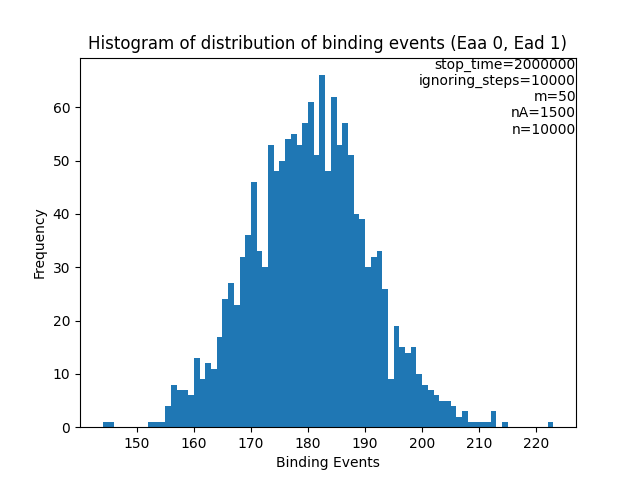 Histogram of distribution of binding events (Eaa 0, Ead 1)
stop_time=2000000
ignoring_steps=10000
m=50
nA=1500
n=10000
60
50
40
30
20
10
0
Frequency
150 160 170 180 190 200 210 220
Binding Events